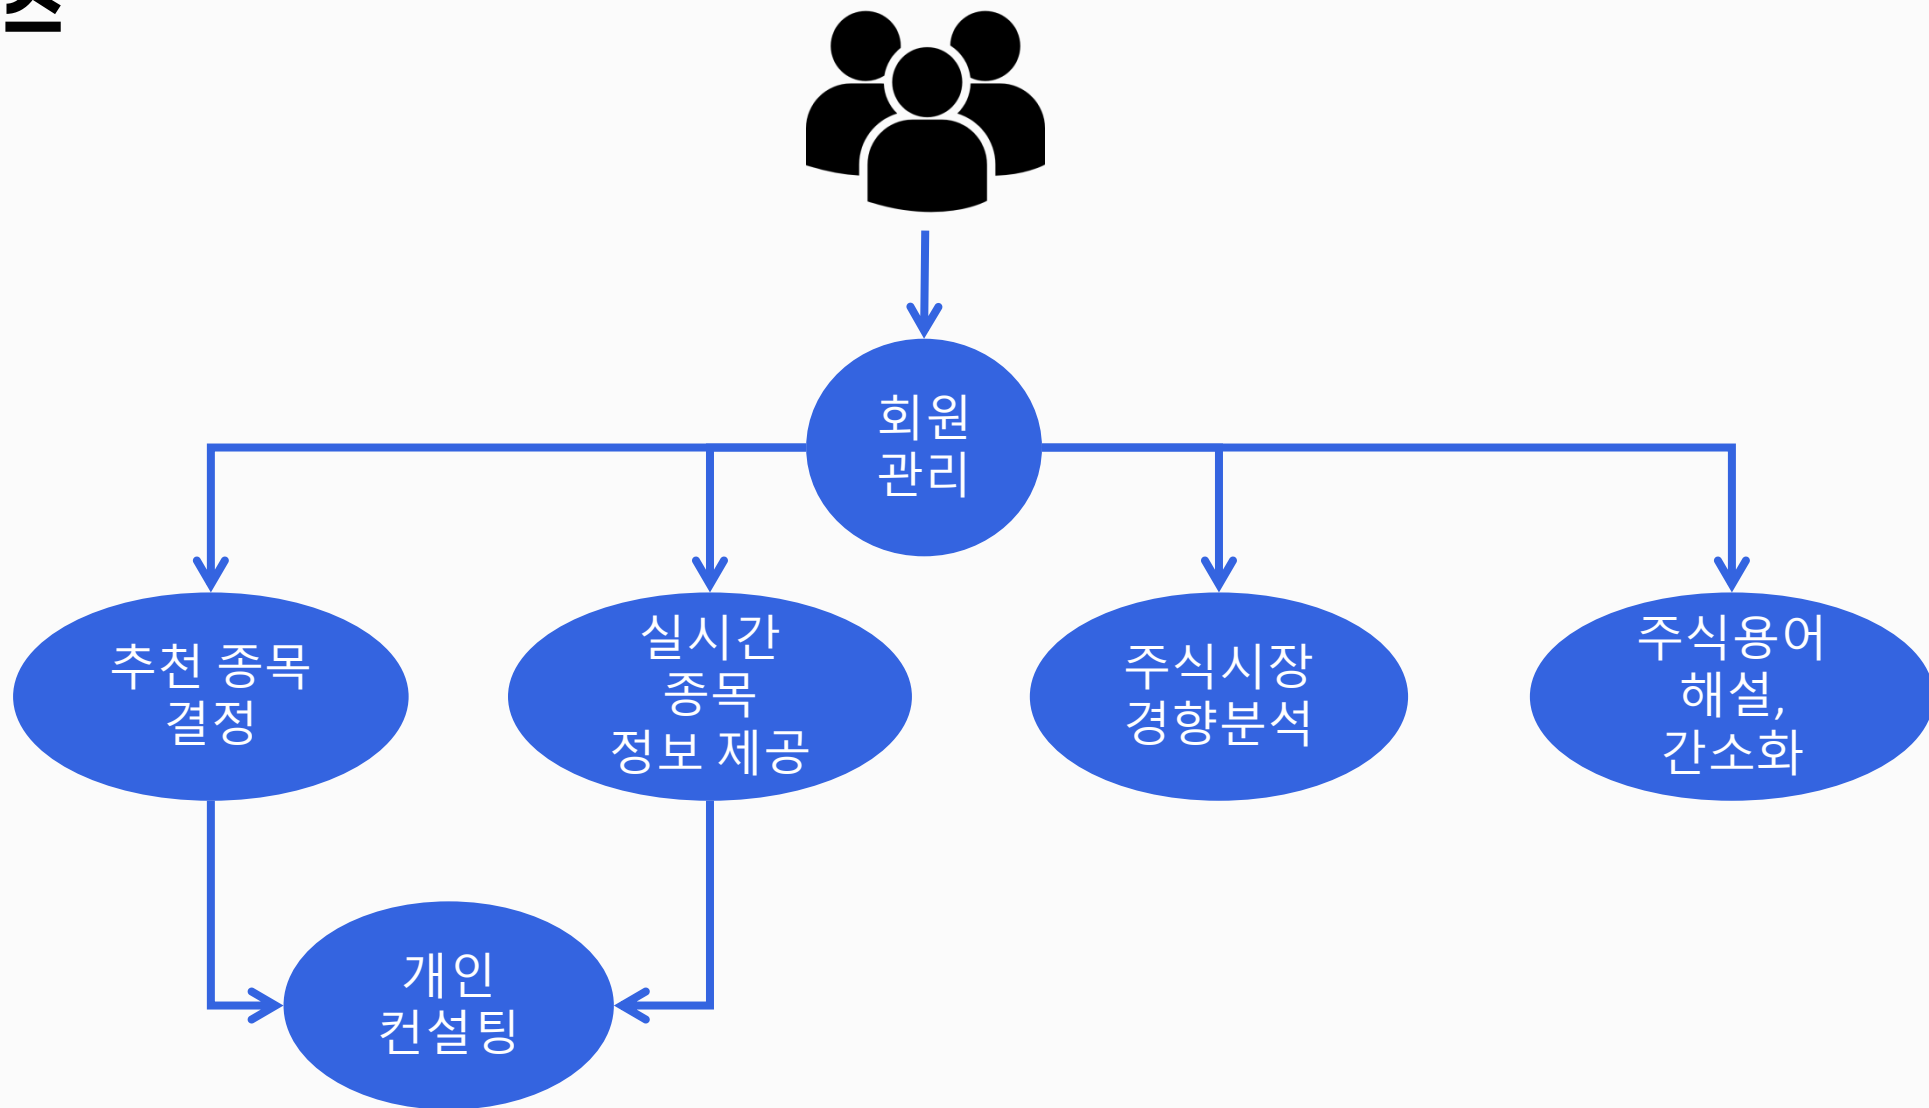 회원
관리
추천 종목
결정
실시간
종목
정보 제공
주식시장
경향분석
주식용어
해설,
간소화
개인
컨설팅